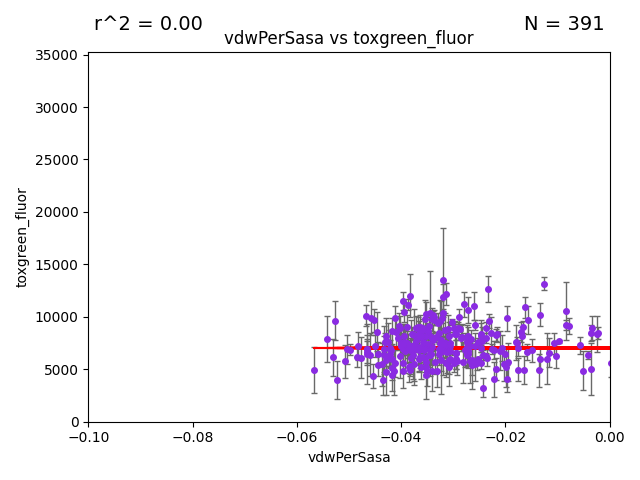 r^2 = 0.00
N = 391
vdwPerSasa vs toxgreen_fluor
35000
30000
25000
20000
15000
10000
5000
0
toxgreen_fluor
−0.10
−0.08
−0.06
−0.04
−0.02
0.00
vdwPerSasa